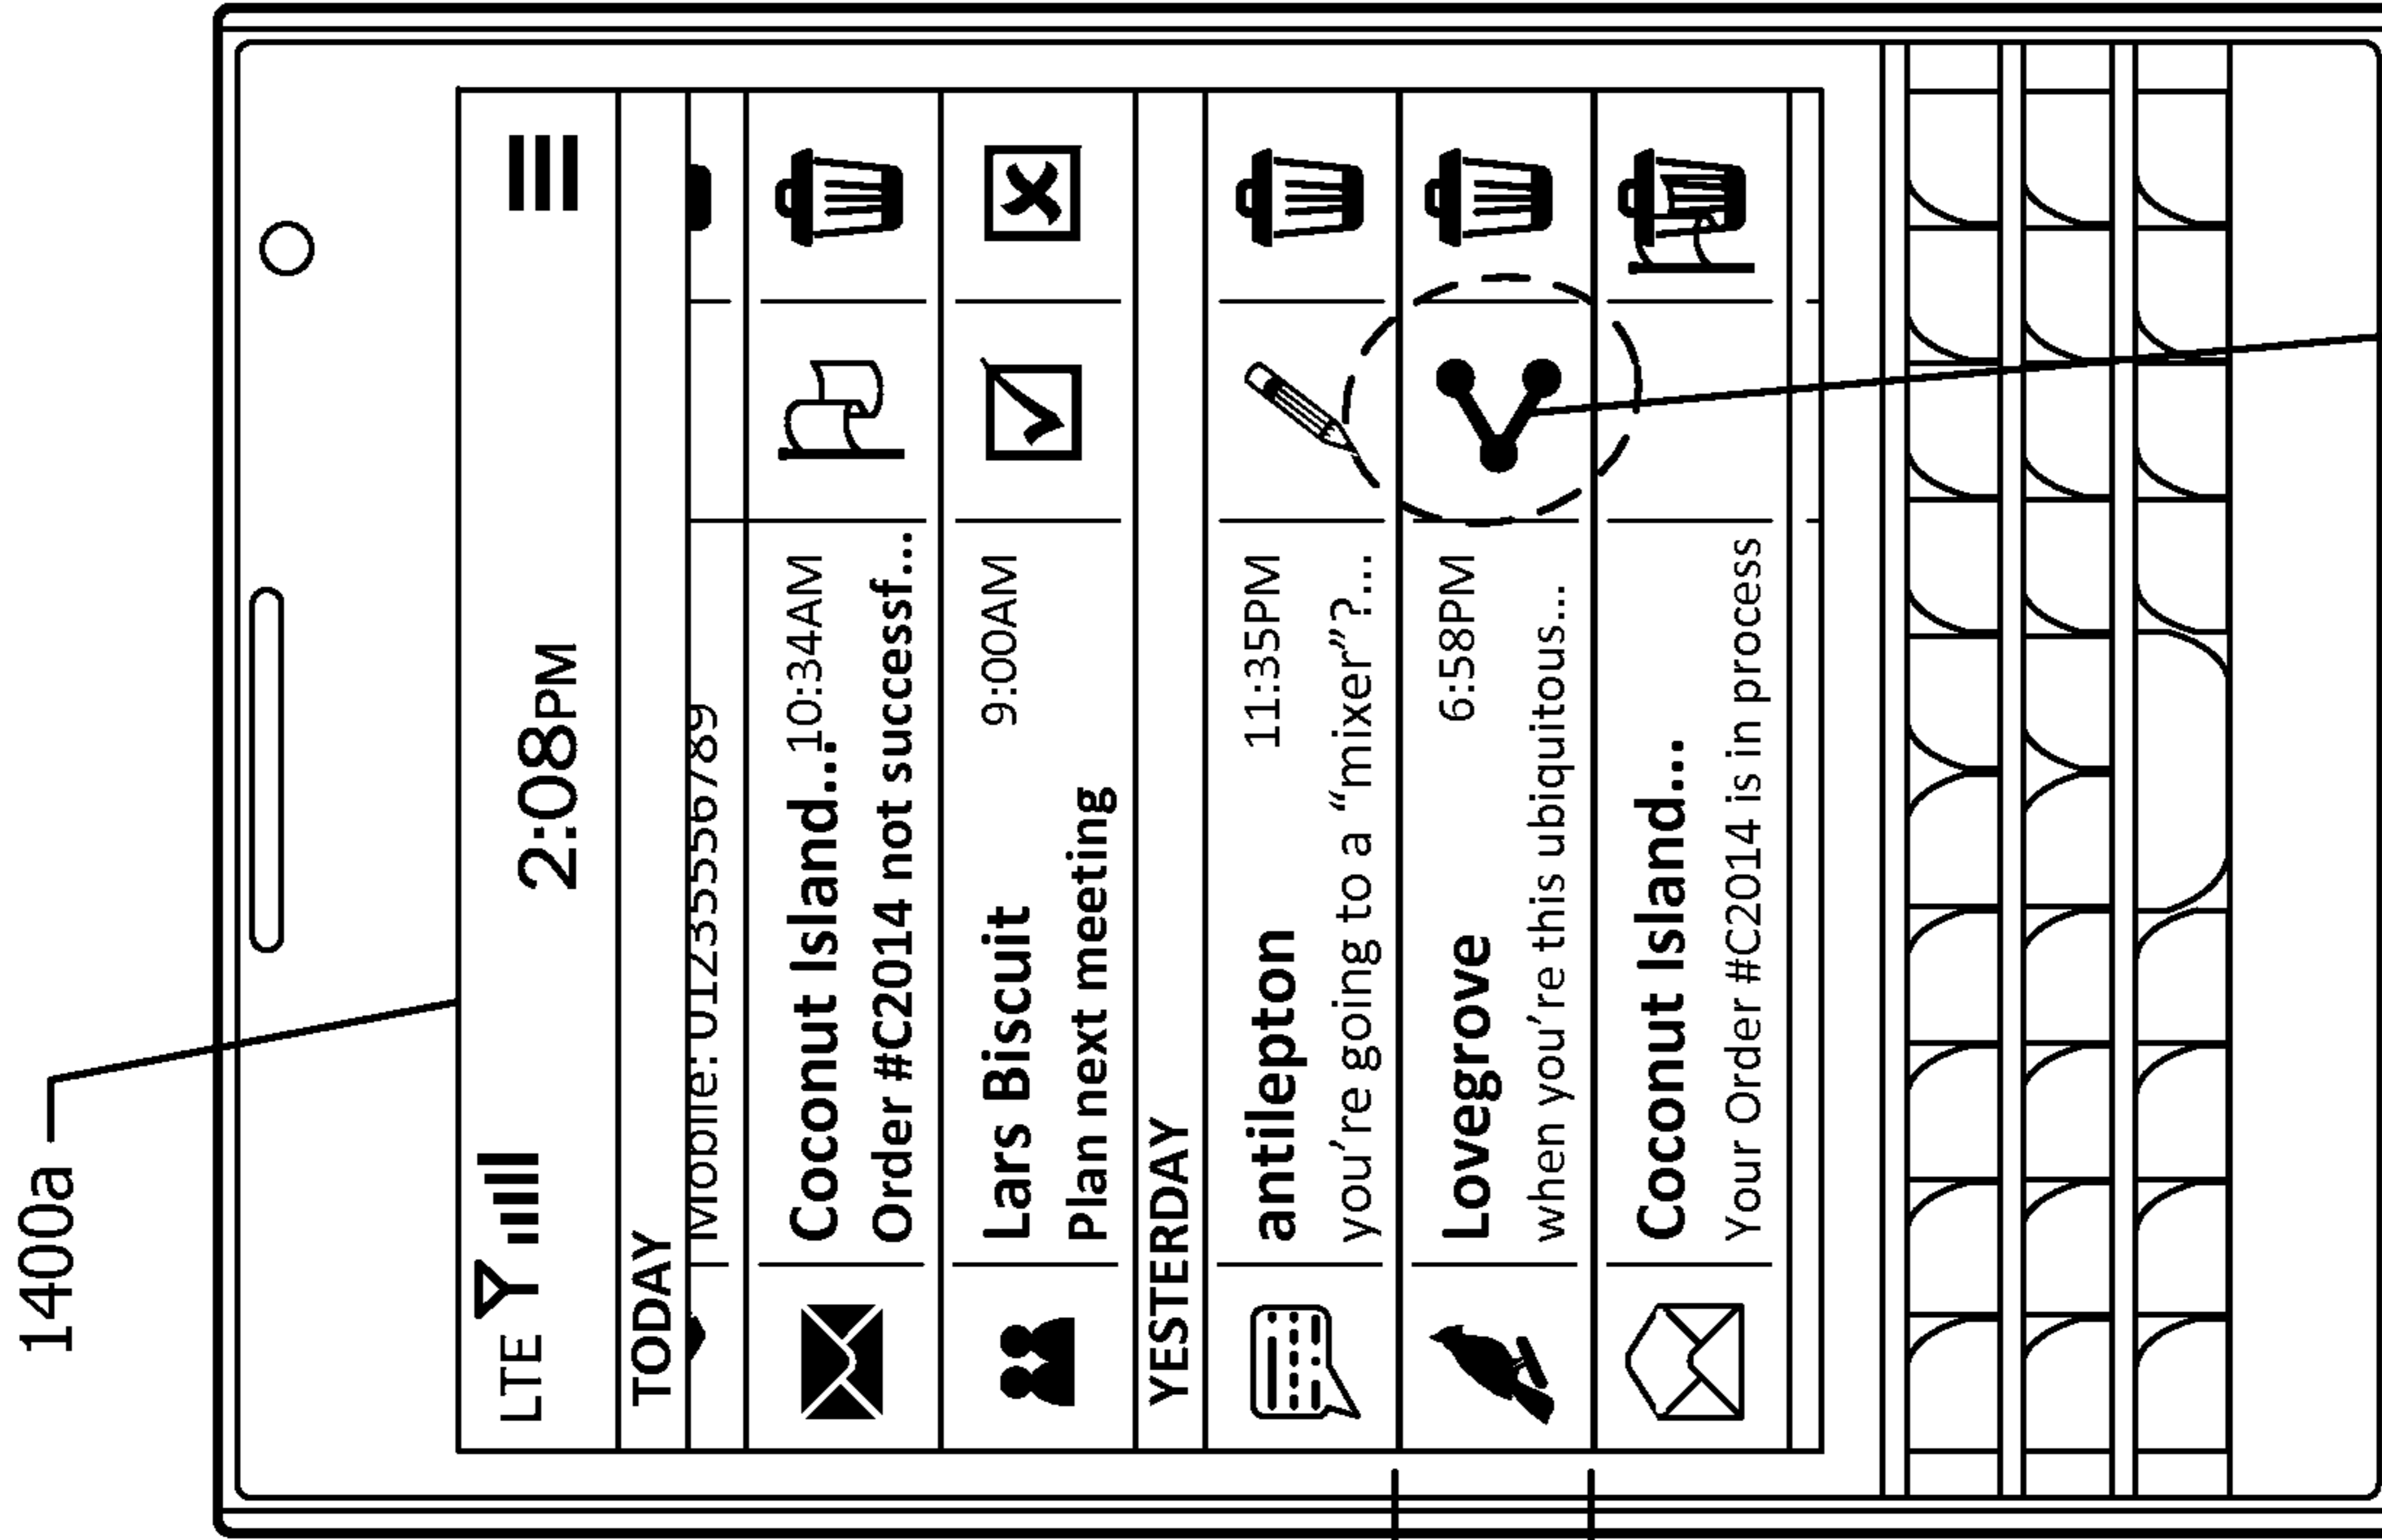 1400a
LTE
2:08PM
TODAY
Mobile: 01235556789
Coconut Island... 10:34AM
Order #C2014 not successf...
Lars Biscuit 9:00AM
Plan next meeting
YESTERDAY
antilepton 11:35PM
you're going to a “mixer”?...
Lovegrove 6:58PM
when you're this ubiquitous...
Coconut Island...
Your Order #C2014 is in process